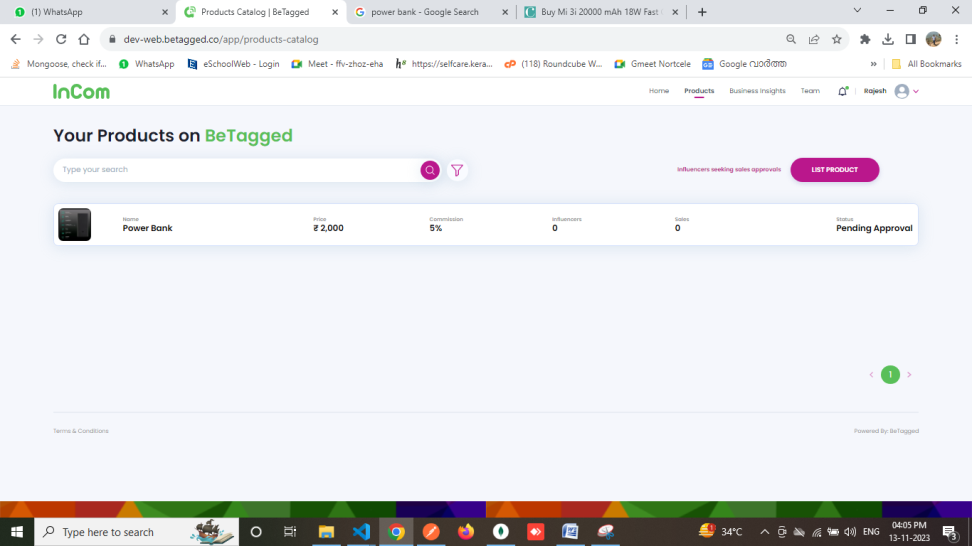 (1) WhatsApp
Products Catalog | BeTagged
power bank - Google Search
Buy Mi 3i 20000 mAh 18W Fast
dev-web.betagged.co/app/products-catalog
Mongoose, check if...
WhatsApp
eSchoolWeb - Login
Meet - ffv-zhoz-eha
https://selfcare.kera...
(118) Roundcube W...
Gmeet Nortcele
Google വാർത്ത
»
All Bookmarks
InCom
Home
Products
Business Insights
Team
Rajesh
Your Products on BeTagged
Type your search
Influencers seeking sales approvals
LIST PRODUCT
Name
Power Bank
Price
₹ 2,000
Commission
5%
Influencers
0
Sales
0
Status
Pending Approval
1
Terms & Conditions
Powered By: BeTagged
Type here to search
34°C
ENG
04:05 PM
13-11-2023
3